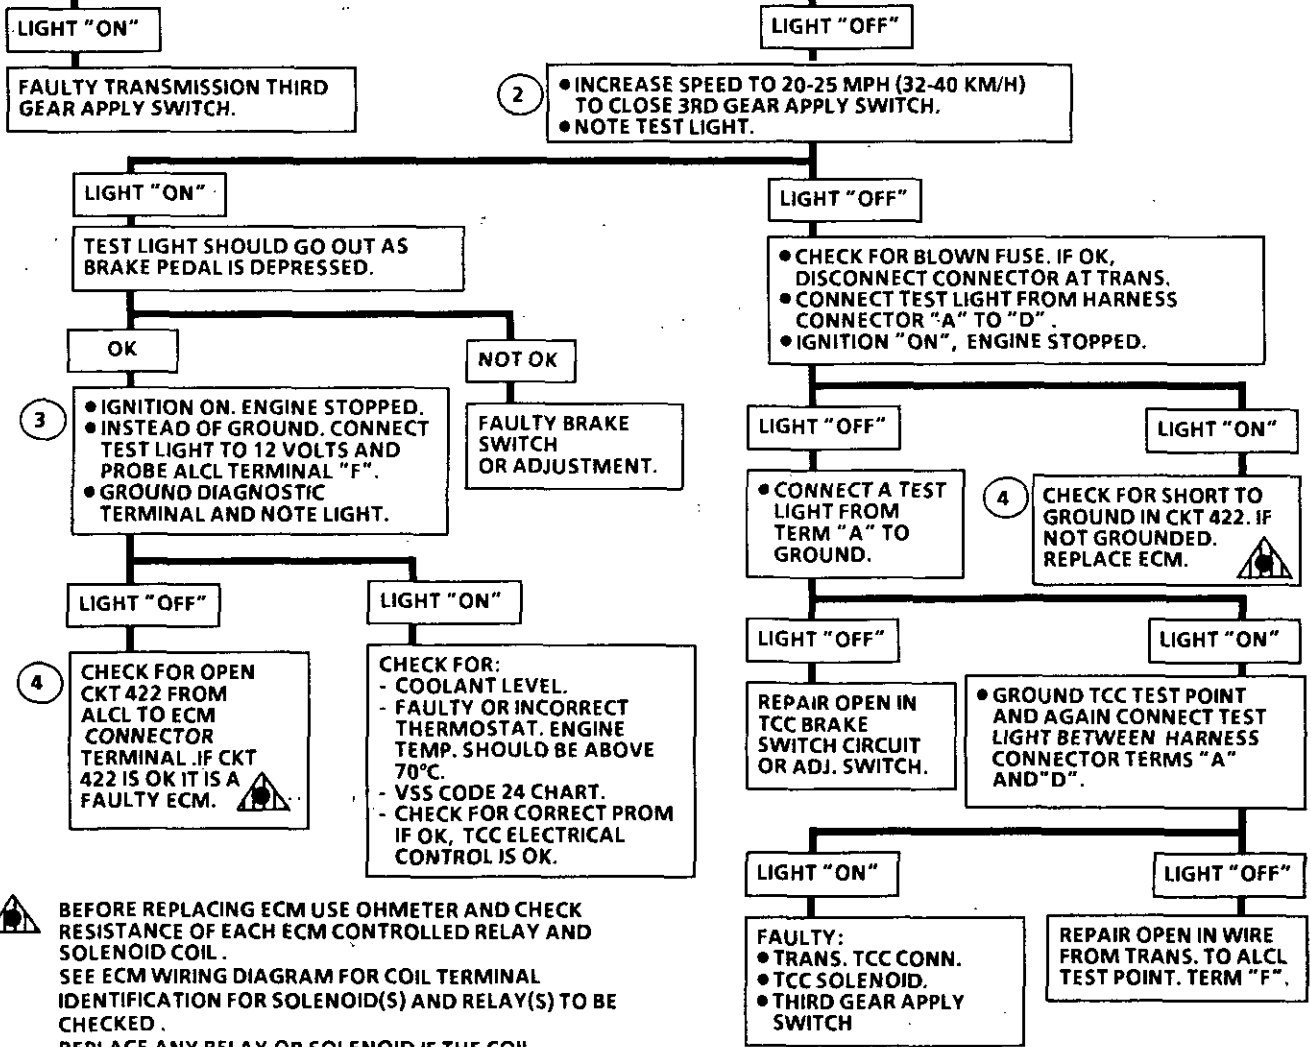 LIGHT "ON"
FAULTY TRANSMISSION THIRD
GEAR APPLY SWITCH.
LIGHT "OFF"
2
● INCREASE SPEED TO 20-25 MPH (32-40 KM/H)
TO CLOSE 3RD GEAR APPLY SWITCH.
● NOTE TEST LIGHT.
LIGHT "ON"
TEST LIGHT SHOULD GO OUT AS
BRAKE PEDAL IS DEPRESSED.
OK
3
● IGNITION ON. ENGINE STOPPED.
● INSTEAD OF GROUND. CONNECT
TEST LIGHT TO 12 VOLTS AND
PROBE ALCL TERMINAL "F".
● GROUND DIAGNOSTIC
TERMINAL AND NOTE LIGHT.
NOT OK
FAULTY BRAKE
SWITCH
OR ADJUSTMENT.
LIGHT "OFF"
4
CHECK FOR OPEN
CKT 422 FROM
ALCL TO ECM
CONNECTOR
TERMINAL .IF CKT
422 IS OK IT IS A
FAULTY ECM.
LIGHT "ON"
CHECK FOR:
- COOLANT LEVEL.
- FAULTY OR INCORRECT
THERMOSTAT. ENGINE
TEMP. SHOULD BE ABOVE
70°C.
- VSS CODE 24 CHART.
- CHECK FOR CORRECT PROM
IF OK, TCC ELECTRICAL
CONTROL IS OK.
LIGHT "OFF"
● CHECK FOR BLOWN FUSE. IF OK,
DISCONNECT CONNECTOR AT TRANS.
● CONNECT TEST LIGHT FROM HARNESS
CONNECTOR "A" TO "D" .
● IGNITION "ON", ENGINE STOPPED.
LIGHT "OFF"
● CONNECT A TEST
LIGHT FROM
TERM "A" TO
GROUND.
LIGHT "ON"
4
CHECK FOR SHORT TO
GROUND IN CKT 422. IF
NOT GROUNDED.
REPLACE ECM.
LIGHT "OFF"
REPAIR OPEN IN
TCC BRAKE
SWITCH CIRCUIT
OR ADJ. SWITCH.
LIGHT "ON"
● GROUND TCC TEST POINT
AND AGAIN CONNECT TEST
LIGHT BETWEEN HARNESS
CONNECTOR TERMS "A"
AND"D".
LIGHT "ON"
FAULTY:
● TRANS. TCC CONN.
● TCC SOLENOID.
● THIRD GEAR APPLY
SWITCH
LIGHT "OFF"
REPAIR OPEN IN WIRE
FROM TRANS. TO ALCL
TEST POINT. TERM "F".
BEFORE REPLACING ECM USE OHMETER AND CHECK
RESISTANCE OF EACH ECM CONTROLLED RELAY AND
SOLENOID COIL .
SEE ECM WIRING DIAGRAM FOR COIL TERMINAL
IDENTIFICATION FOR SOLENOID(S) AND RELAY(S) TO BE
CHECKED .
REPLACE ANY RELAY OR SOLENOID IF THE COIL